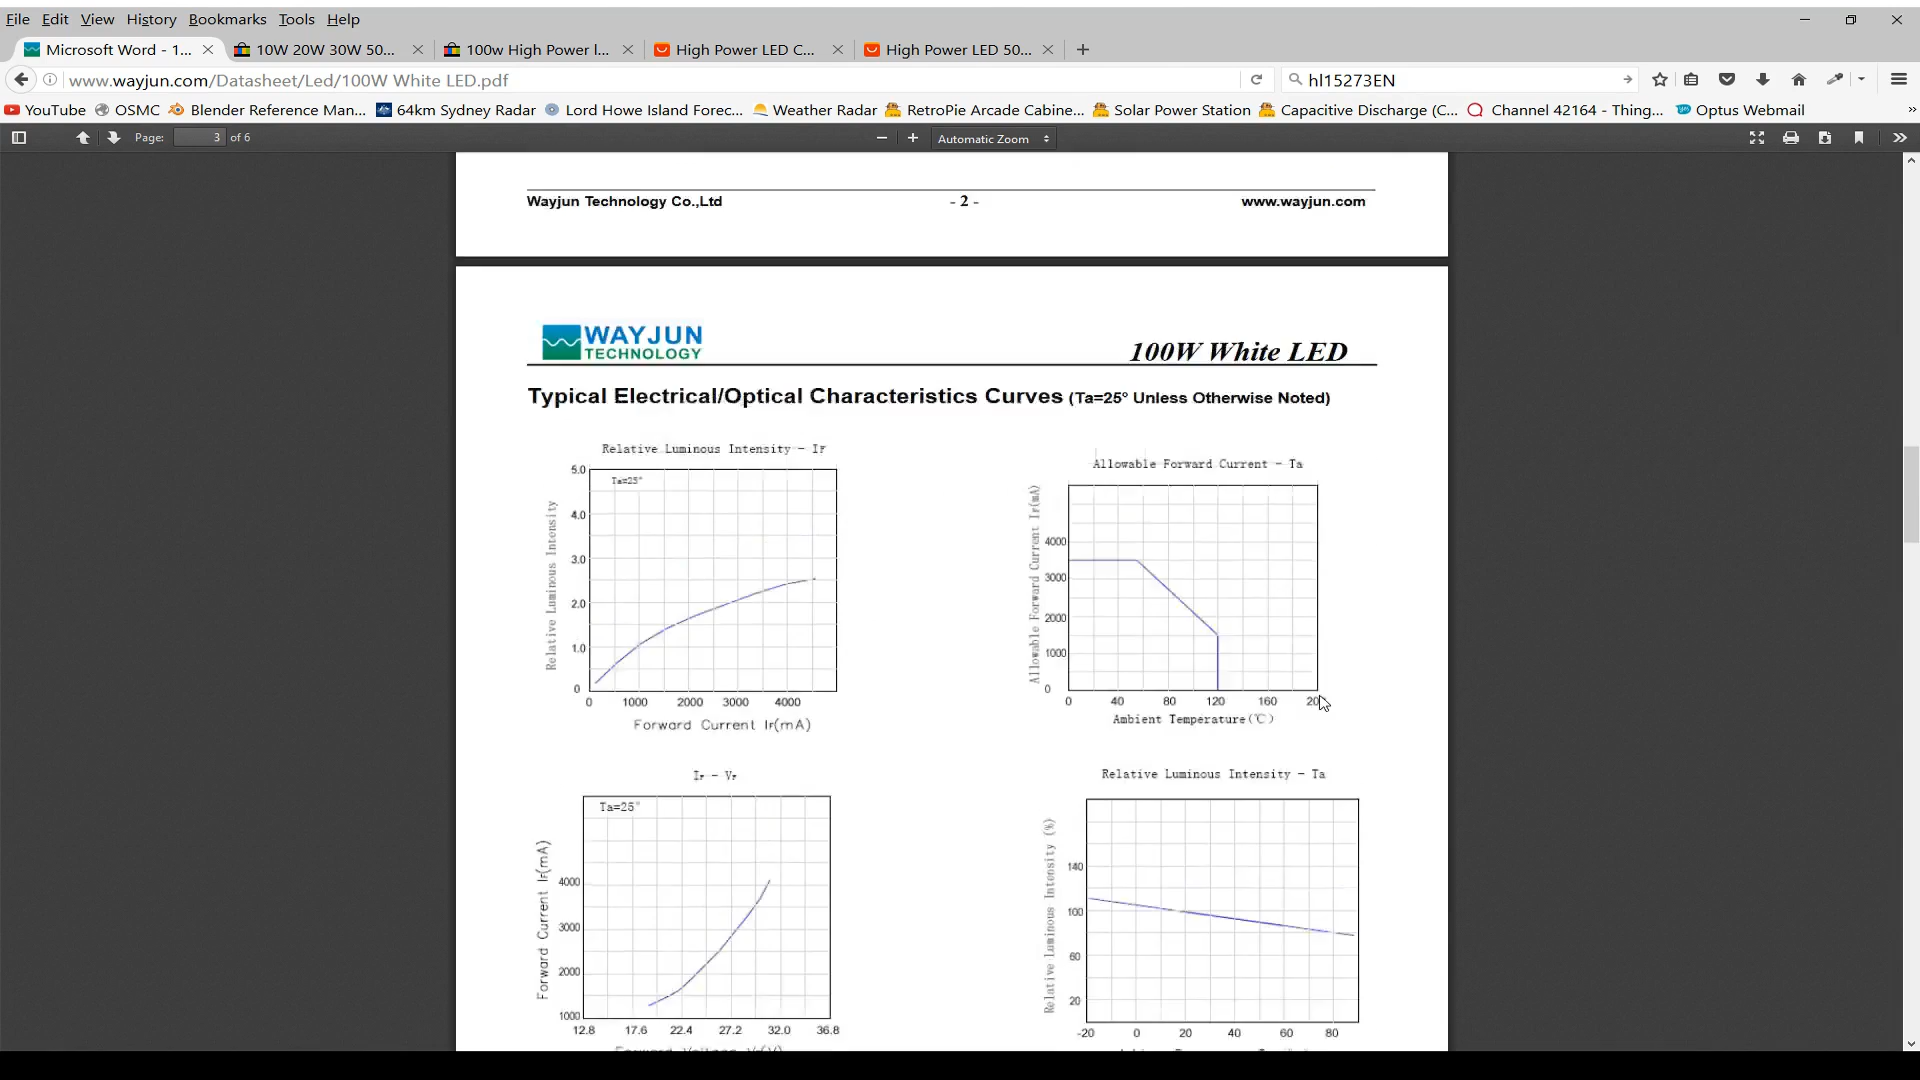 File Edit View History Bookmarks Tools Help
Microsoft Word - 1... 10W 20W 30W 50... 100w High Power l... High Power LED C... High Power LED 50...
www.wayjun.com/Datasheet/Led/100W White LED.pdf hl15273EN
YouTube OSMC Blender Reference Man... 64km Sydney Radar Lord Howe Island Forec... Weather Radar RetroPie Arcade Cabine... Solar Power Station Capacitive Discharge (C... Channel 42164 - Thing... Optus Webmail
Page: 3 of 6 Automatic Zoom
Wayjun Technology Co.,Ltd - 2 - www.wayjun.com
WAYJUN
TECHNOLOGY
100W White LED
Typical Electrical/Optical Characteristics Curves (Ta=25° Unless Otherwise Noted)
Relative Luminous Intensity - IF
Ta=25°
Relative Luminous Intensity
5.0
4.0
3.0
2.0
1.0
0
0 1000 2000 3000 4000
Forward Current IF(mA)
Allowable Forward Current - Ta
Allowable Forward Current IF(mA)
4000
3000
2000
1000
0
0 40 80 120 160
Ambient Temperature(℃)
IF - VF
Ta=25°
Forward Current IF(mA)
4000
3000
2000
1000
12.8 17.6 22.4 27.2 32.0 36.8
Relative Luminous Intensity - Ta
Relative Luminous Intensity (%)
140
100
60
20
-20 0 20 40 60 80